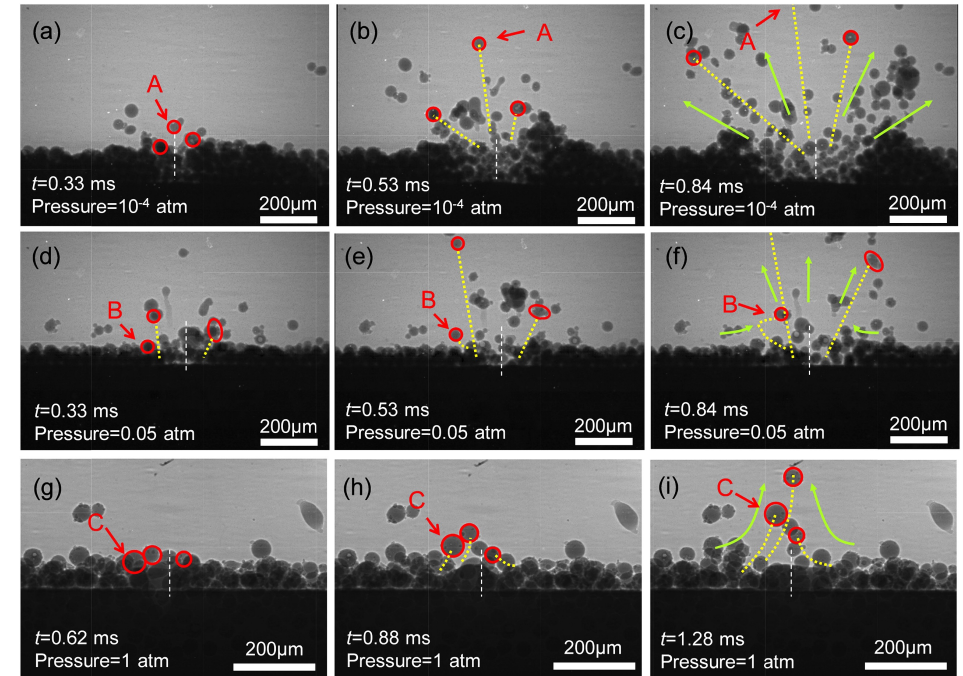 (a)
A
t=0.33 ms
Pressure=10-4 atm
200μm
(b)
A
t=0.53 ms
Pressure=10-4 atm
200μm
(c)
A
t=0.84 ms
Pressure=10-4 atm
200μm
(d)
B
t=0.33 ms
Pressure=0.05 atm
200μm
(e)
B
t=0.53 ms
Pressure=0.05 atm
200μm
(f)
B
t=0.84 ms
Pressure=0.05 atm
200μm
(g)
C
t=0.62 ms
Pressure=1 atm
200μm
(h)
C
t=0.88 ms
Pressure=1 atm
200μm
(i)
C
t=1.28 ms
Pressure=1 atm
200μm